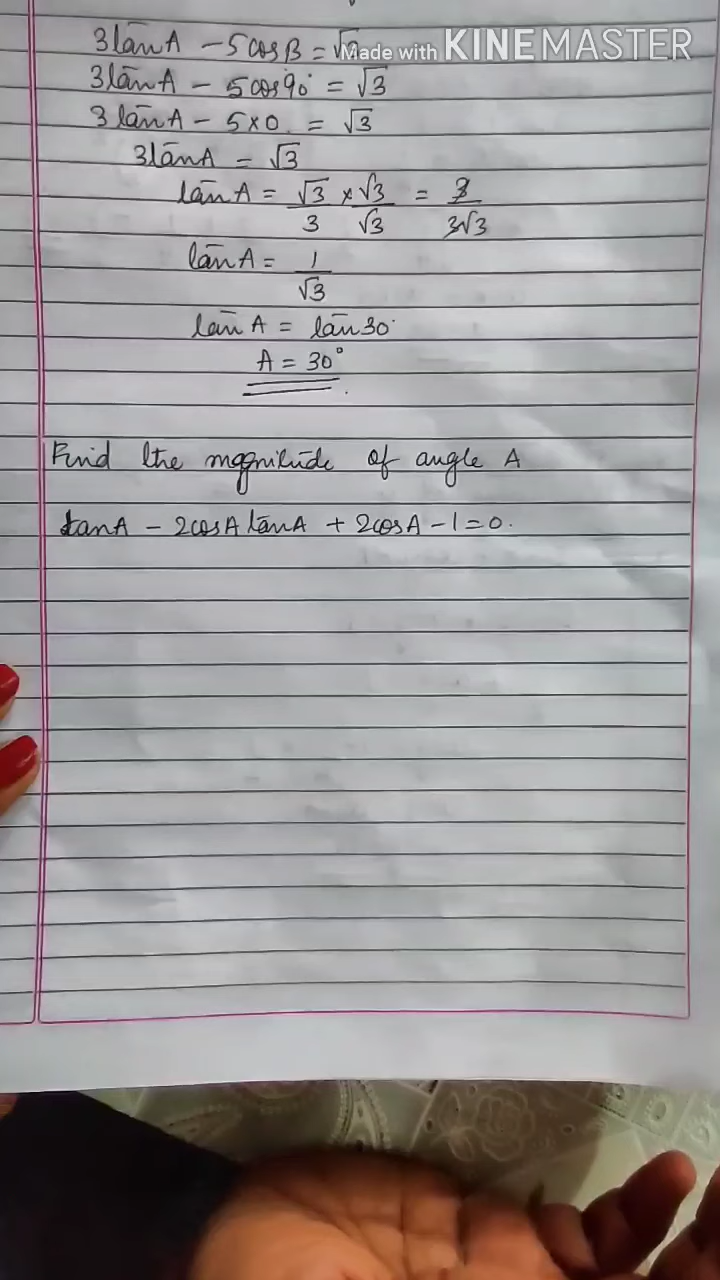 3tanA - 5cosB = √
Made with KINEMASTER
3tanA - 5cos90° = √3
3tanA - 5×0 = √3
3tanA = √3
tanA = √3/3 × √3/√3 = 3/3√3
tanA = 1/√3
tanA = tan30°
A = 30°
Find the magnitude of angle A
tanA - 2cosA tanA + 2cosA - 1 = 0.